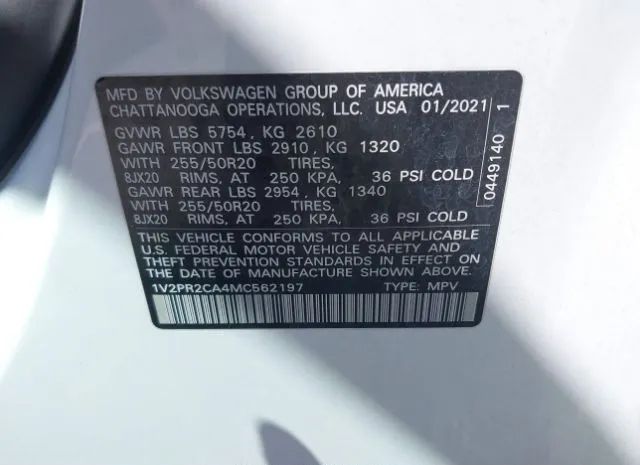 MFD BY VOLKSWAGEN GROUP OF AMERICA
CHATTANOOGA OPERATIONS, LLC. USA 01/2021
GVWR LBS 5754, KG 2610
GAWR FRONT LBS 2910, KG 1320
WITH 255/50R20 TIRES,
8JX20 RIMS, AT 250 KPA, 36 PSI COLD
GAWR REAR LBS 2954, KG 1340
WITH 255/50R20 TIRES,
8JX20 RIMS, AT 250 KPA, 36 PSI COLD
THIS VEHICLE CONFORMS TO ALL APPLICABLE
U.S. FEDERAL MOTOR VEHICLE SAFETY AND
THEFT PREVENTION STANDARDS IN EFFECT ON
THE DATE OF MANUFACTURE SHOWN ABOVE.
1V2PR2CA4MC562197 TYPE: MPV
0449140 1